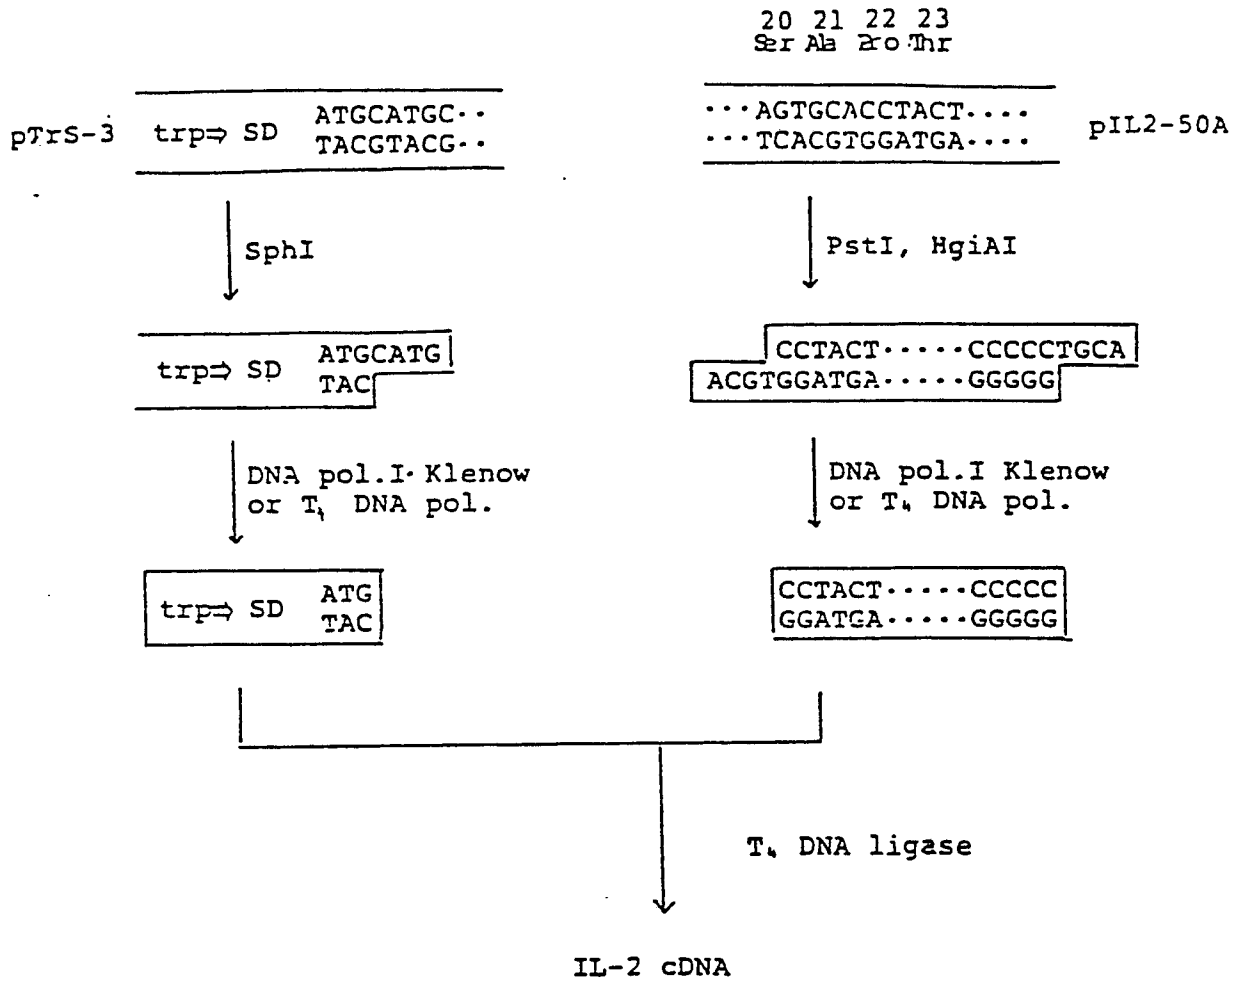 20 21 22 23
Ser Ala Pro Thr
pTrS-3 trp⇒ SD ATGCATGC··
TACGTACG··
···AGTGCACCTACT····
···TCACGTGGATGA····
pIL2-50A
SphI
PstI, HgiAI
trp⇒ SD ATGCATG
TAC
CCTACT·····CCCCCTGCA
ACGTGGATGA·····GGGGG
DNA pol.I·Klenow
or T4 DNA pol.
DNA pol.I Klenow
or T4 DNA pol.
trp⇒ SD ATG
TAC
CCTACT·····CCCCC
GGATGA·····GGGGG
T4 DNA ligase
IL-2 cDNA